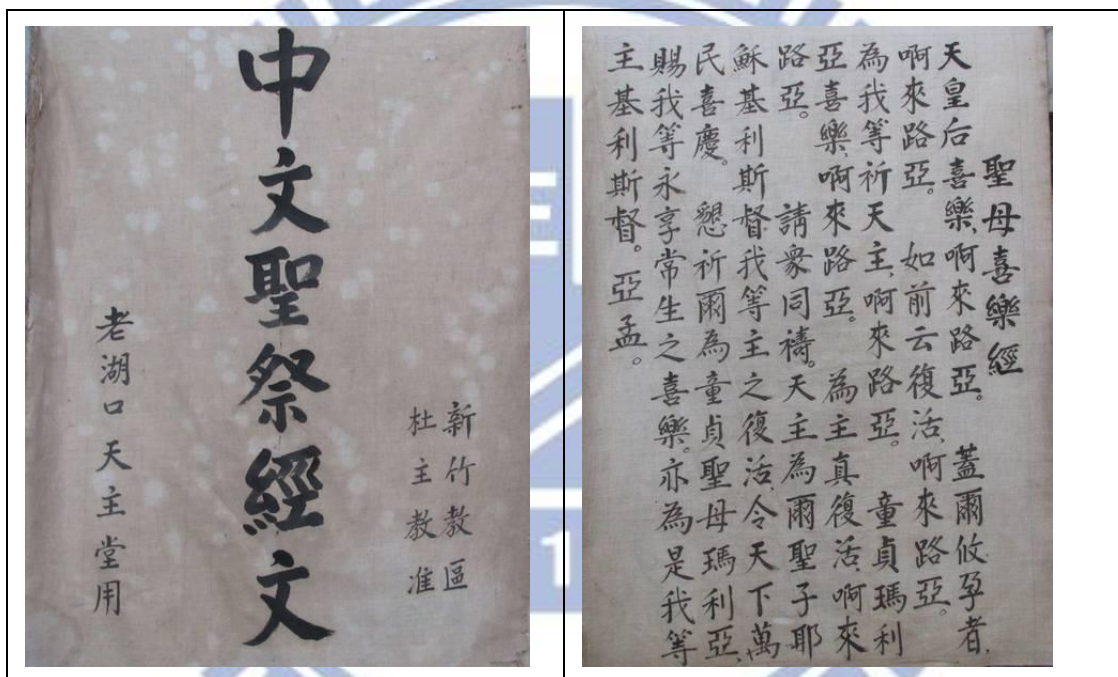 新竹教區
杜主教准
中文聖祭經文
老湖口天主堂用
聖母喜樂經
天皇后喜樂、啊來路亞。 蓋爾攸孕者、
啊來路亞。 如前云復活、啊來路亞。
為我等祈天主、啊來路亞。 童貞瑪利
亞喜樂、啊來路亞。 為主真復活、啊來
路亞。 請衆同禱。天主為爾聖子耶
穌基利斯督我等主之復活、令天下萬
民喜慶。 懇祈爾為童貞聖母瑪利亞、
賜我等永享常生之喜樂。亦為是我等
主基利斯督。亞孟。